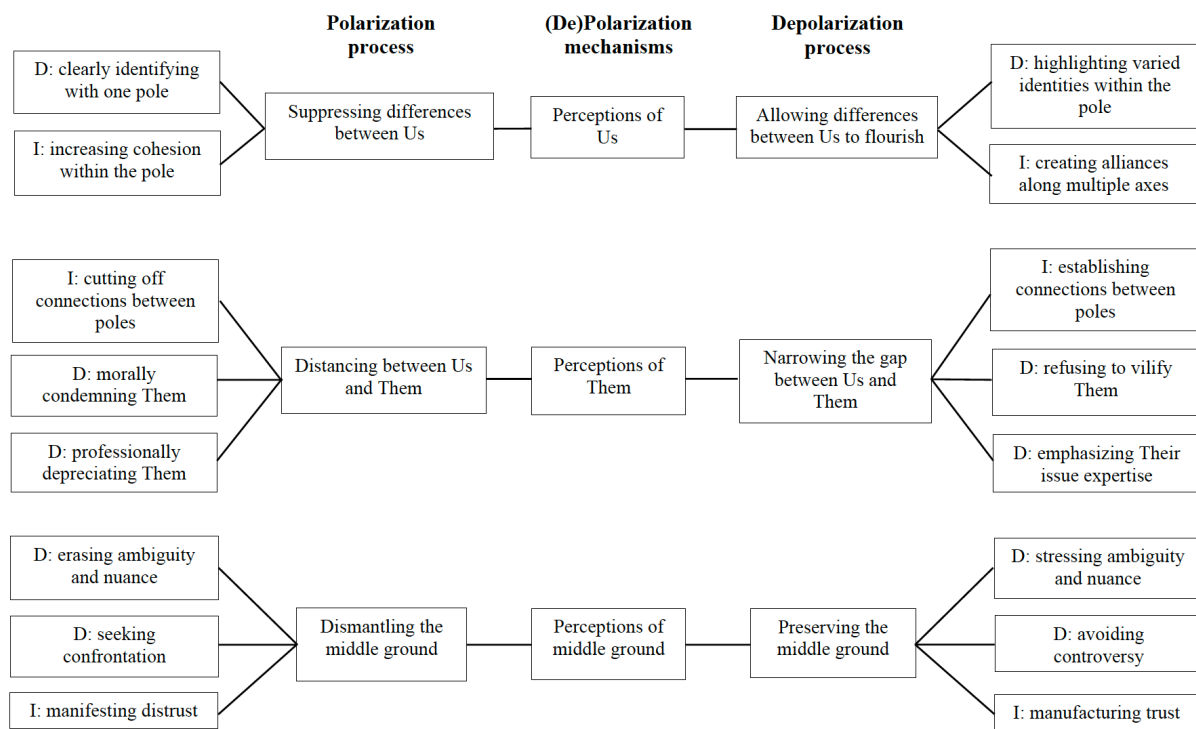 Polarization
process
(De)Polarization
mechanisms
Depolarization
process
D: clearly identifying
with one pole
I: increasing cohesion
within the pole
Suppressing differences
between Us
Perceptions of
Us
Allowing differences
between Us to flourish
D: highlighting varied
identities within the
pole
I: creating alliances
along multiple axes
I: cutting off
connections between
poles
D: morally
condemning Them
D: professionally
depreciating Them
Distancing between Us
and Them
Perceptions of
Them
Narrowing the gap
between Us and
Them
I: establishing
connections between
poles
D: refusing to vilify
Them
D: emphasizing Their
issue expertise
D: erasing ambiguity
and nuance
D: seeking
confrontation
I: manifesting distrust
Dismantling the
middle ground
Perceptions of
middle ground
Preserving the
middle ground
D: stressing ambiguity
and nuance
D: avoiding
controversy
I: manufacturing trust